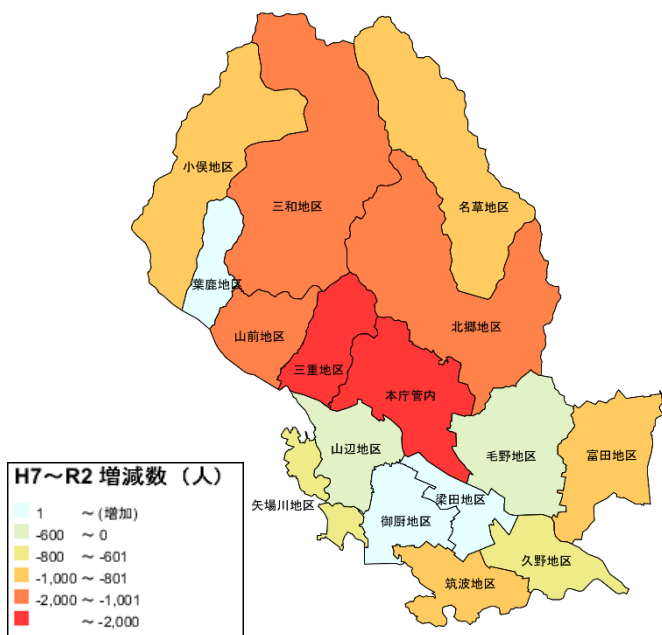 小俣地区
三和地区
名草地区
葉鹿地区
山前地区
北郷地区
三重地区
本庁管内
山辺地区
毛野地区
富田地区
矢場川地区
梁田地区
御厨地区
久野地区
筑波地区
H7～R2 増減数（人）
1 ～（増加）
-600 ～ 0
-800 ～ -601
-1,000 ～ -801
-2,000 ～ -1,001
～ -2,000